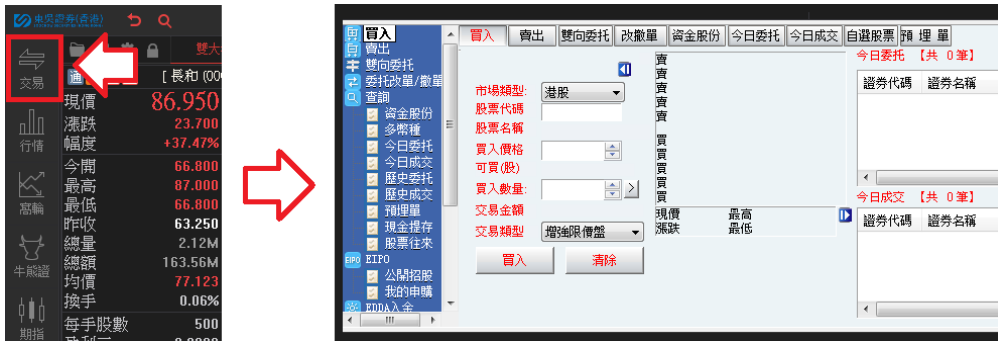 東吳證券(香港)
交易
行情
窩輪
牛熊證
期指
雙大
通
[ 長和 (00
現價 86.950
漲跌 23.700
幅度 +37.47%
今開 66.800
最高 87.000
最低 66.800
昨收 63.250
總量 2.12M
總額 163.56M
均價 77.123
換手 0.06%
每手股數 500
買入
賣出
雙向委托
委托改單/撤單
查詢
資金股份
多幣種
今日委托
今日成交
歷史委托
歷史成交
預埋單
現金提存
股票往來
EIPO EIPO
公開招股
我的申購
EDDA入金
買入 賣出 雙向委托 改撤單 資金股份 今日委托 今日成交 自選股票 預 埋 單
市場類型: 港股
股票代碼
股票名稱
買入價格
可買(股)
買入數量:
交易金額
交易類型 增強限價盤
買入 清除
賣
賣
賣
賣
賣
買
買
買
買
買
現價 最高
漲跌 最低
今日委托 【共 0筆】
證券代碼 證券名稱
今日成交 【共 0筆】
證券代碼 證券名稱